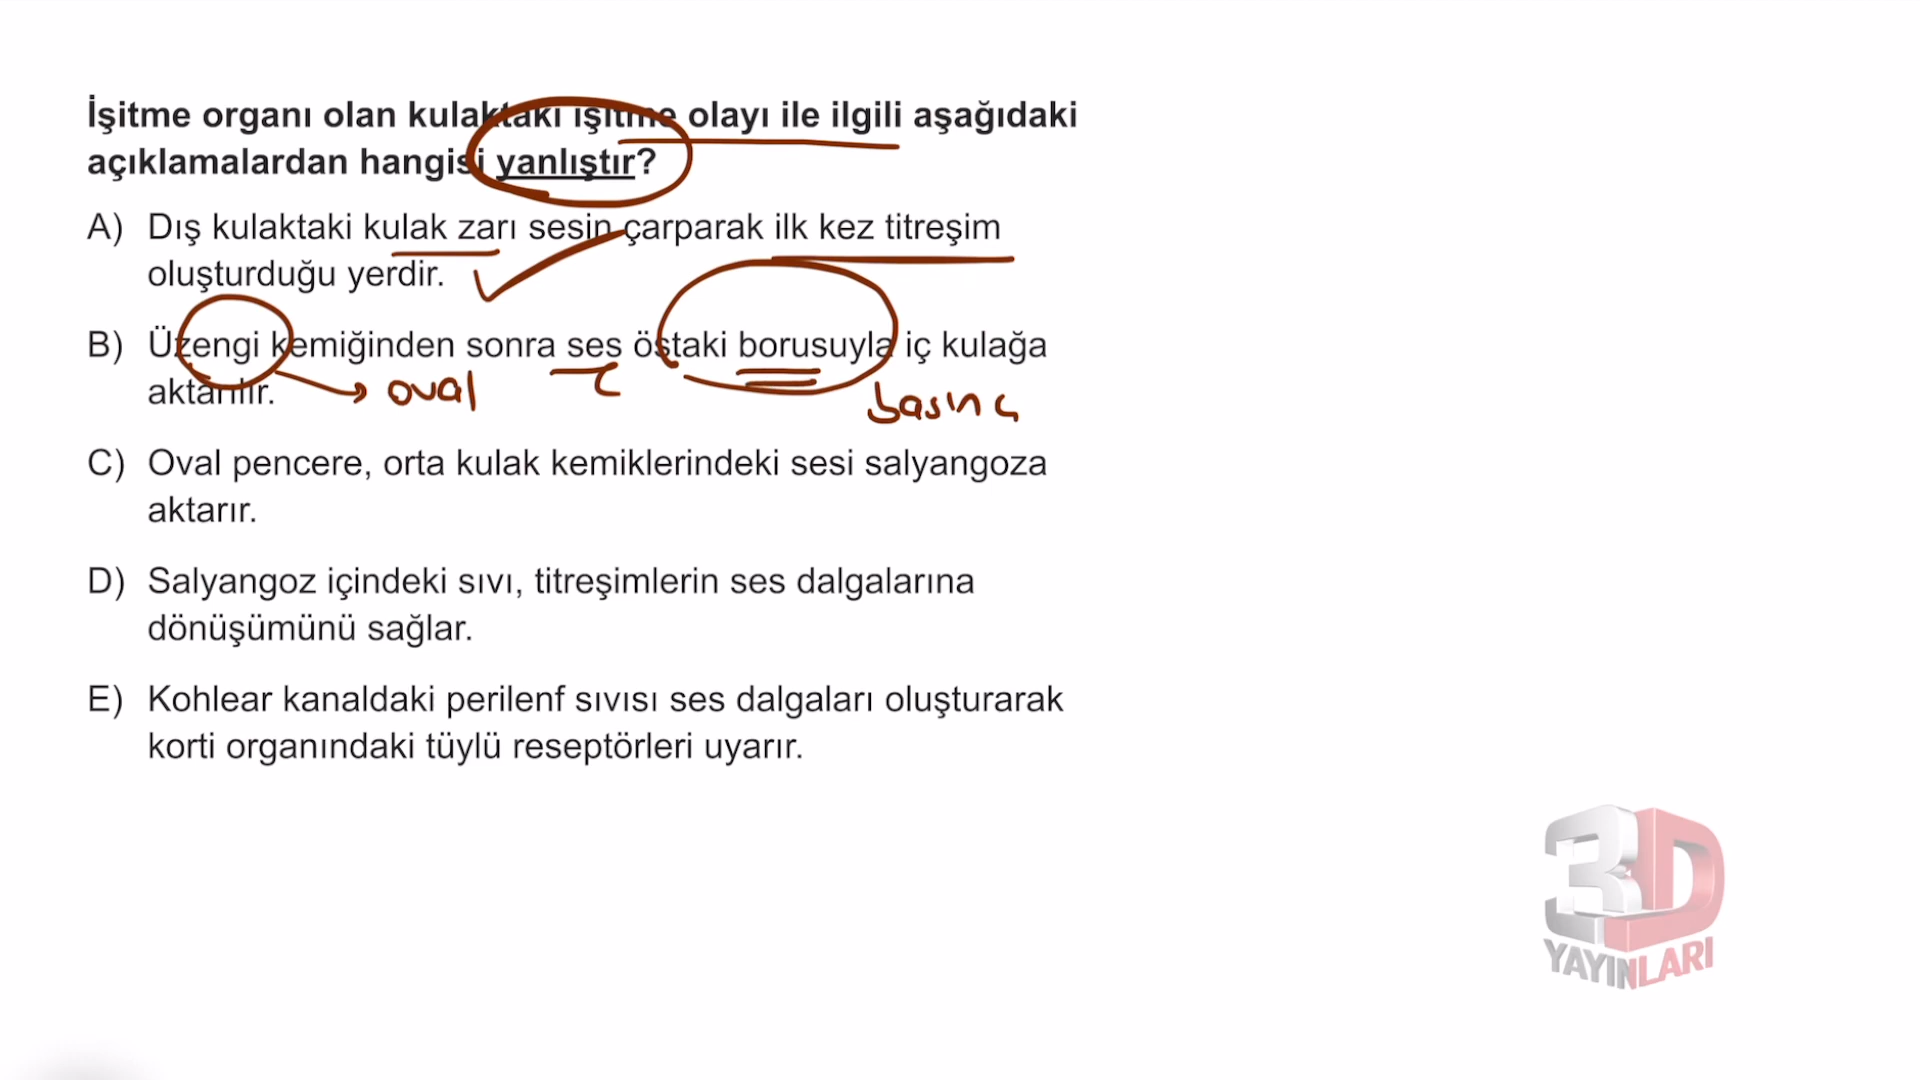 İşitme organı olan kulaktaki işitme olayı ile ilgili aşağıdaki
açıklamalardan hangisi yanlıştır?
A) Dış kulaktaki kulak zarı sesin çarparak ilk kez titreşim
oluşturduğu yerdir.
B) Üzengi kemiğinden sonra ses östaki borusuyla iç kulağa
aktarılır.
oval
basınç
C) Oval pencere, orta kulak kemiklerindeki sesi salyangoza
aktarır.
D) Salyangoz içindeki sıvı, titreşimlerin ses dalgalarına
dönüşümünü sağlar.
E) Kohlear kanaldaki perilenf sıvısı ses dalgaları oluşturarak
korti organındaki tüylü reseptörleri uyarır.
3D
YAYINLARI